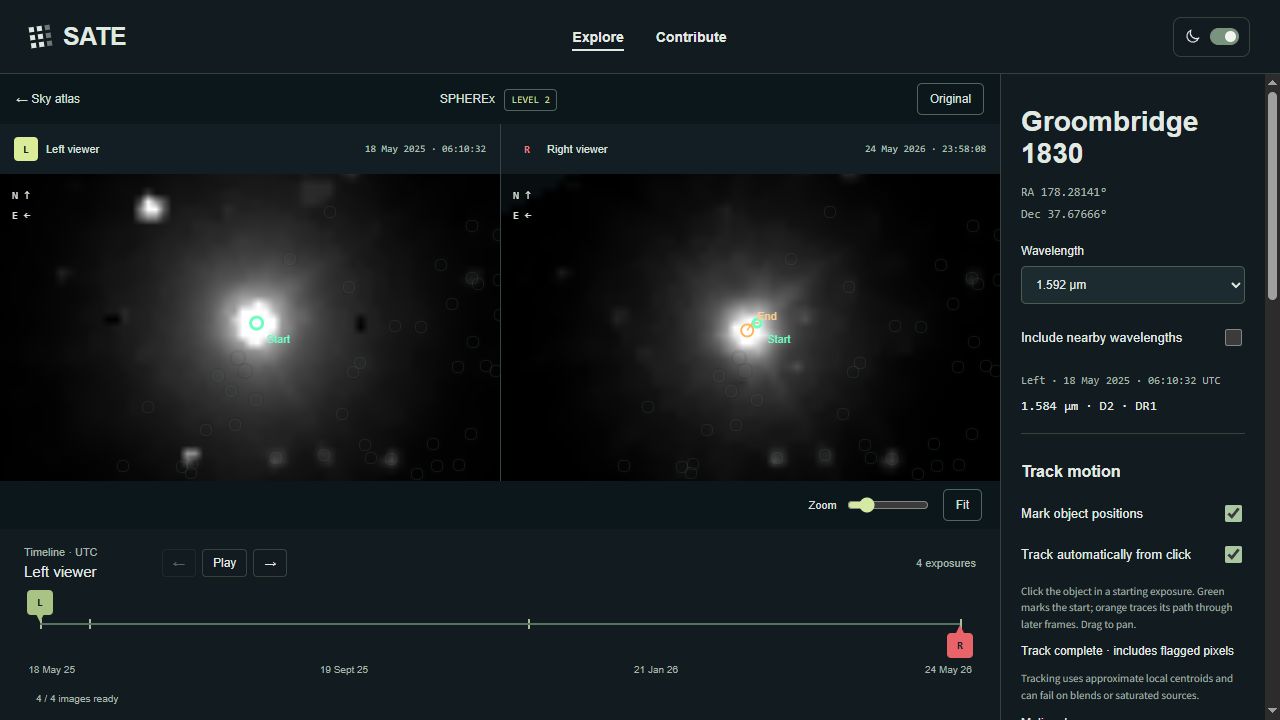 SATE
Explore
Contribute
← Sky atlas
SPHEREx
LEVEL 2
Original
L
Left viewer
18 May 2025 · 06:10:32
R
Right viewer
24 May 2026 · 23:58:08
N ↑
E ←
Start
N ↑
E ←
End
Start
Zoom
Fit
Timeline · UTC
Left viewer
←
Play
→
4 exposures
L
R
18 May 25
19 Sept 25
21 Jan 26
24 May 26
4 / 4 images ready
Groombridge
1830
RA 178.28141°
Dec 37.67666°
Wavelength
1.592 µm
Include nearby wavelengths
Left · 18 May 2025 · 06:10:32 UTC
1.584 µm · D2 · DR1
Track motion
Mark object positions
Track automatically from click
Click the object in a starting exposure. Green
marks the start; orange traces its path through
later frames. Drag to pan.
Track complete · includes flagged pixels
Tracking uses approximate local centroids and
can fail on blends or saturated sources.